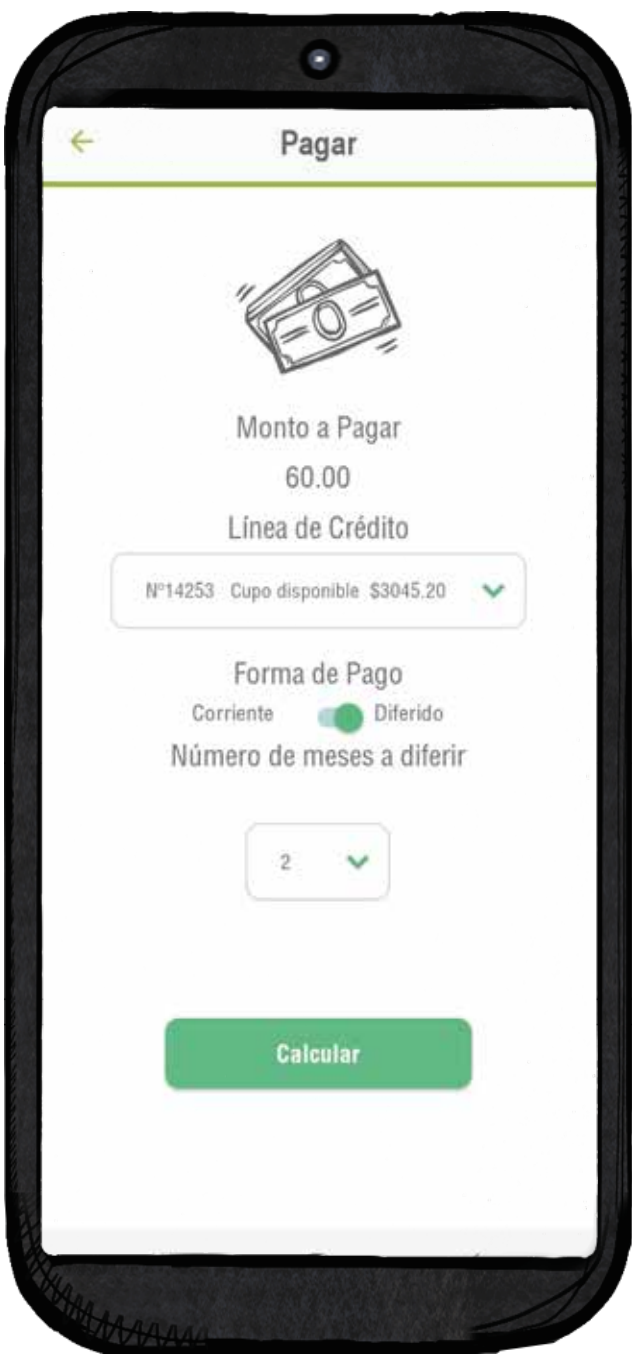 Pagar
Monto a Pagar
60.00
Línea de Crédito
Nº14253 Cupo disponible $3045.20
Forma de Pago
Corriente Diferido
Número de meses a diferir
2
Calcular